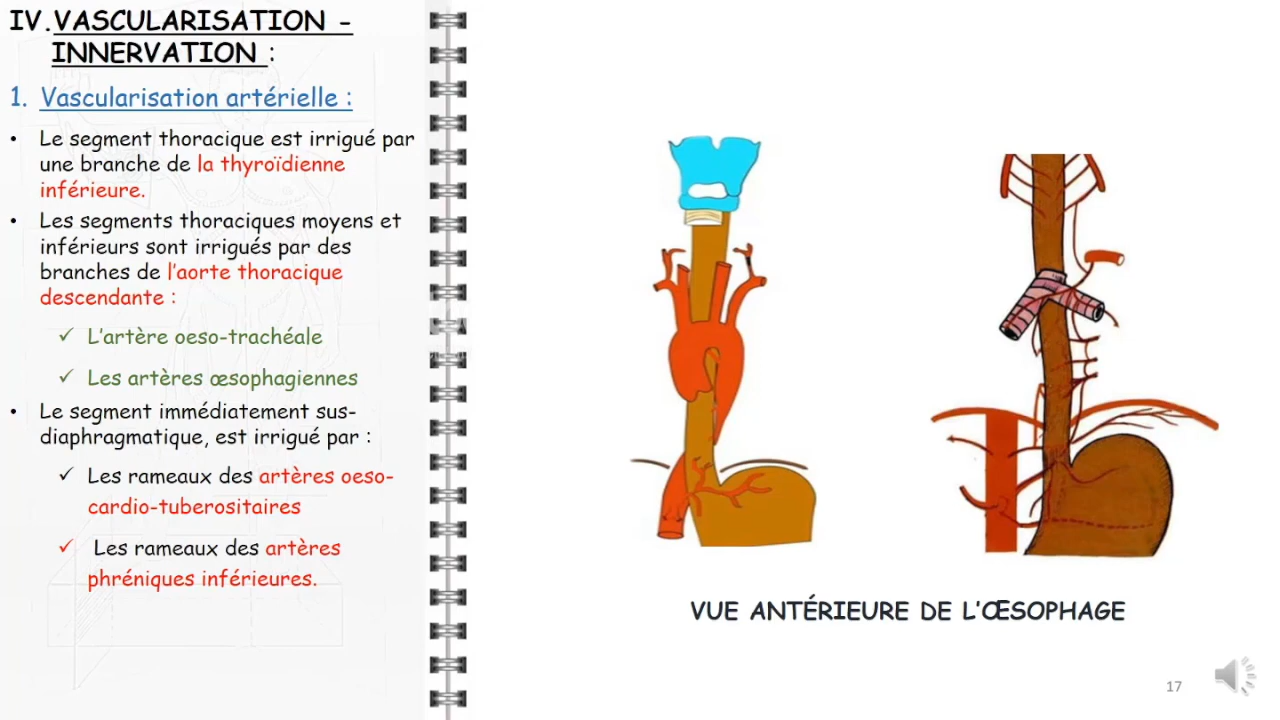 IV. VASCULARISATION -
INNERVATION :
1. Vascularisation artérielle :
• Le segment thoracique est irrigué par
une branche de la thyroïdienne
inférieure.
• Les segments thoraciques moyens et
inférieurs sont irrigués par des
branches de l'aorte thoracique
descendante :
✓ L'artère oeso-trachéale
✓ Les artères œsophagiennes
• Le segment immédiatement sus-
diaphragmatique, est irrigué par :
✓ Les rameaux des artères oeso-
cardio-tuberositaires
✓ Les rameaux des artères
phréniques inférieures.
VUE ANTÉRIEURE DE L'ŒSOPHAGE
17